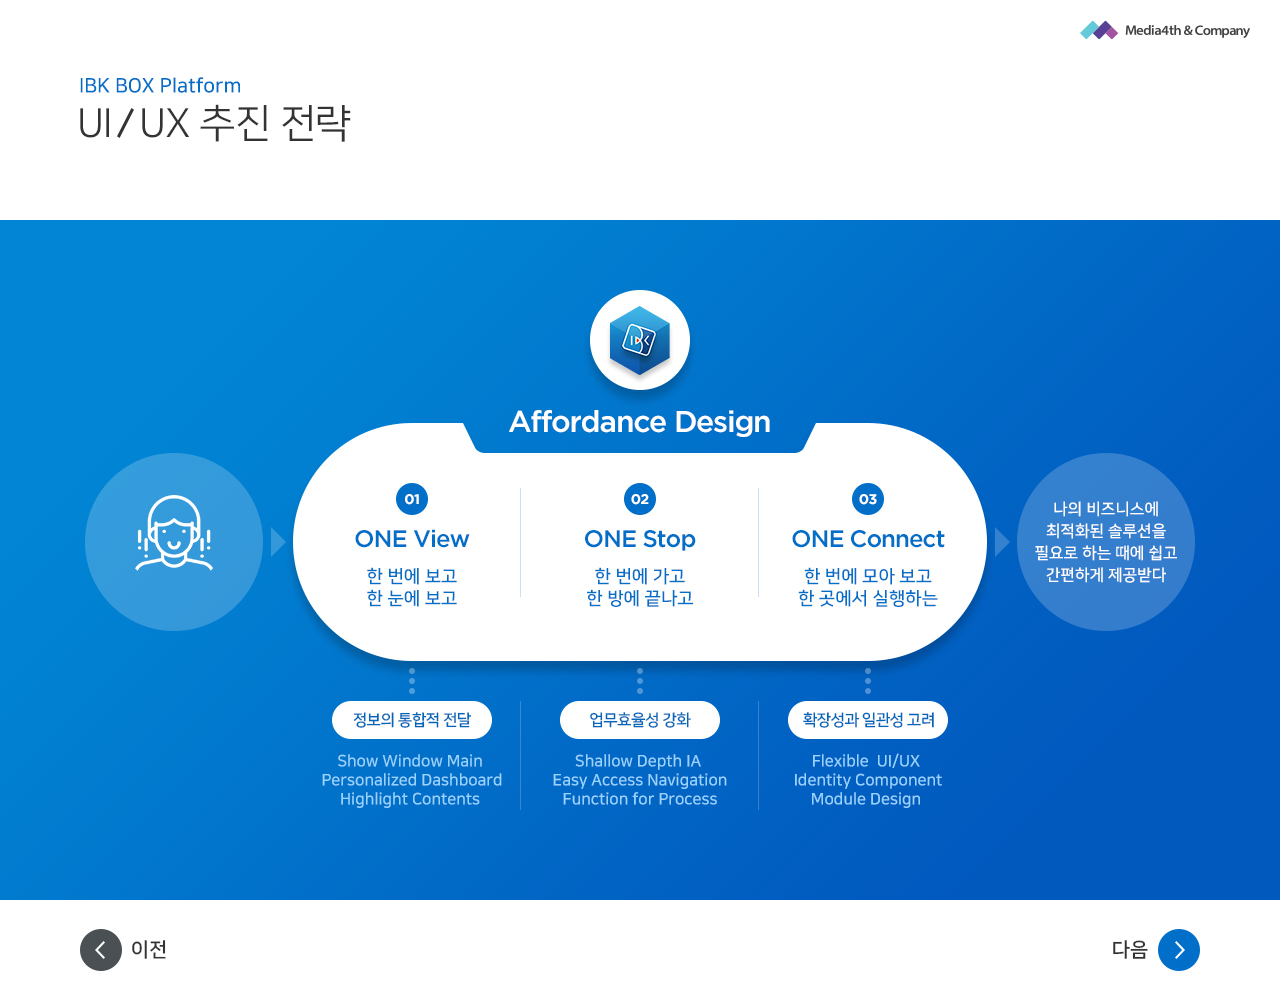 Media4th & Company
IBK BOX Platform
UI/UX 추진 전략
IBK
Affordance Design
01
ONE View
한 번에 보고
한 눈에 보고
02
ONE Stop
한 번에 가고
한 방에 끝나고
03
ONE Connect
한 번에 모아 보고
한 곳에서 실행하는
나의 비즈니스에
최적화된 솔루션을
필요로 하는 때에 쉽고
간편하게 제공받다
정보의 통합적 전달
Show Window Main
Personalized Dashboard
Highlight Contents
업무효율성 강화
Shallow Depth IA
Easy Access Navigation
Function for Process
확장성과 일관성 고려
Flexible UI/UX
Identity Component
Module Design
이전
다음